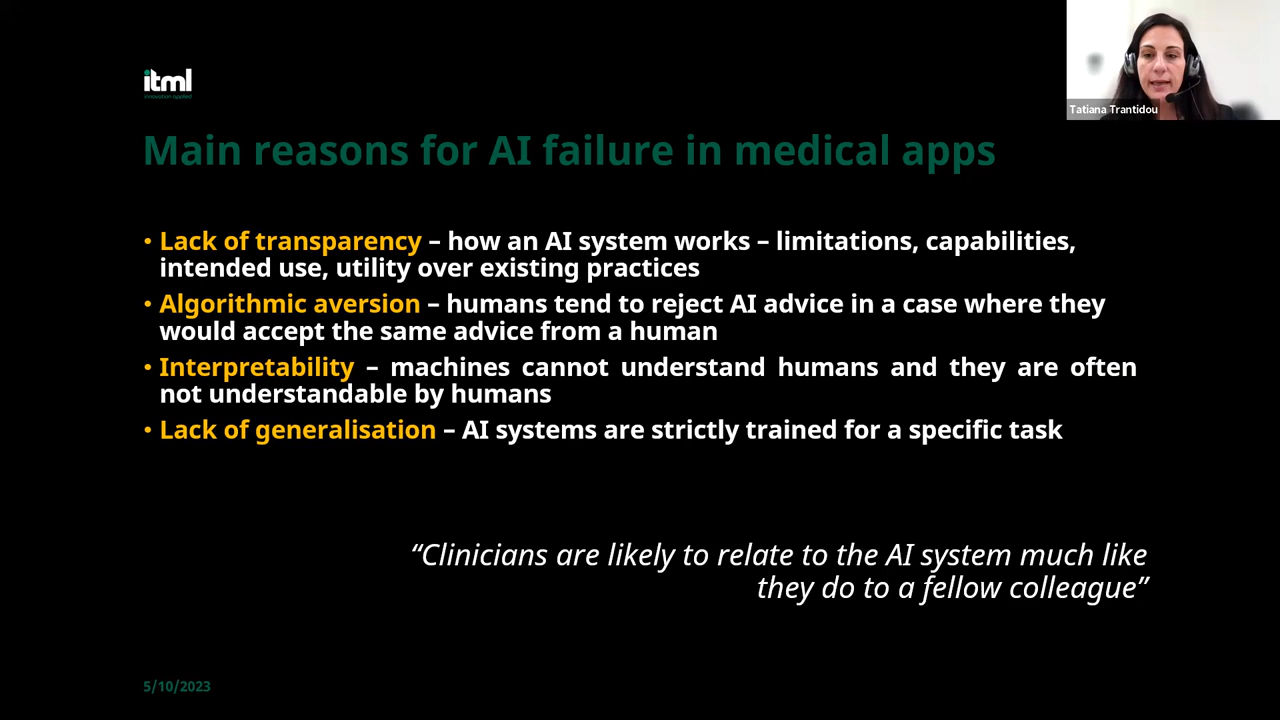 itml
innovation applied
Tatiana Trantidou
Main reasons for AI failure in medical apps
• Lack of transparency – how an AI system works – limitations, capabilities,
intended use, utility over existing practices
• Algorithmic aversion – humans tend to reject AI advice in a case where they
would accept the same advice from a human
• Interpretability – machines cannot understand humans and they are often
not understandable by humans
• Lack of generalisation – AI systems are strictly trained for a specific task
“Clinicians are likely to relate to the AI system much like
they do to a fellow colleague”
5/10/2023